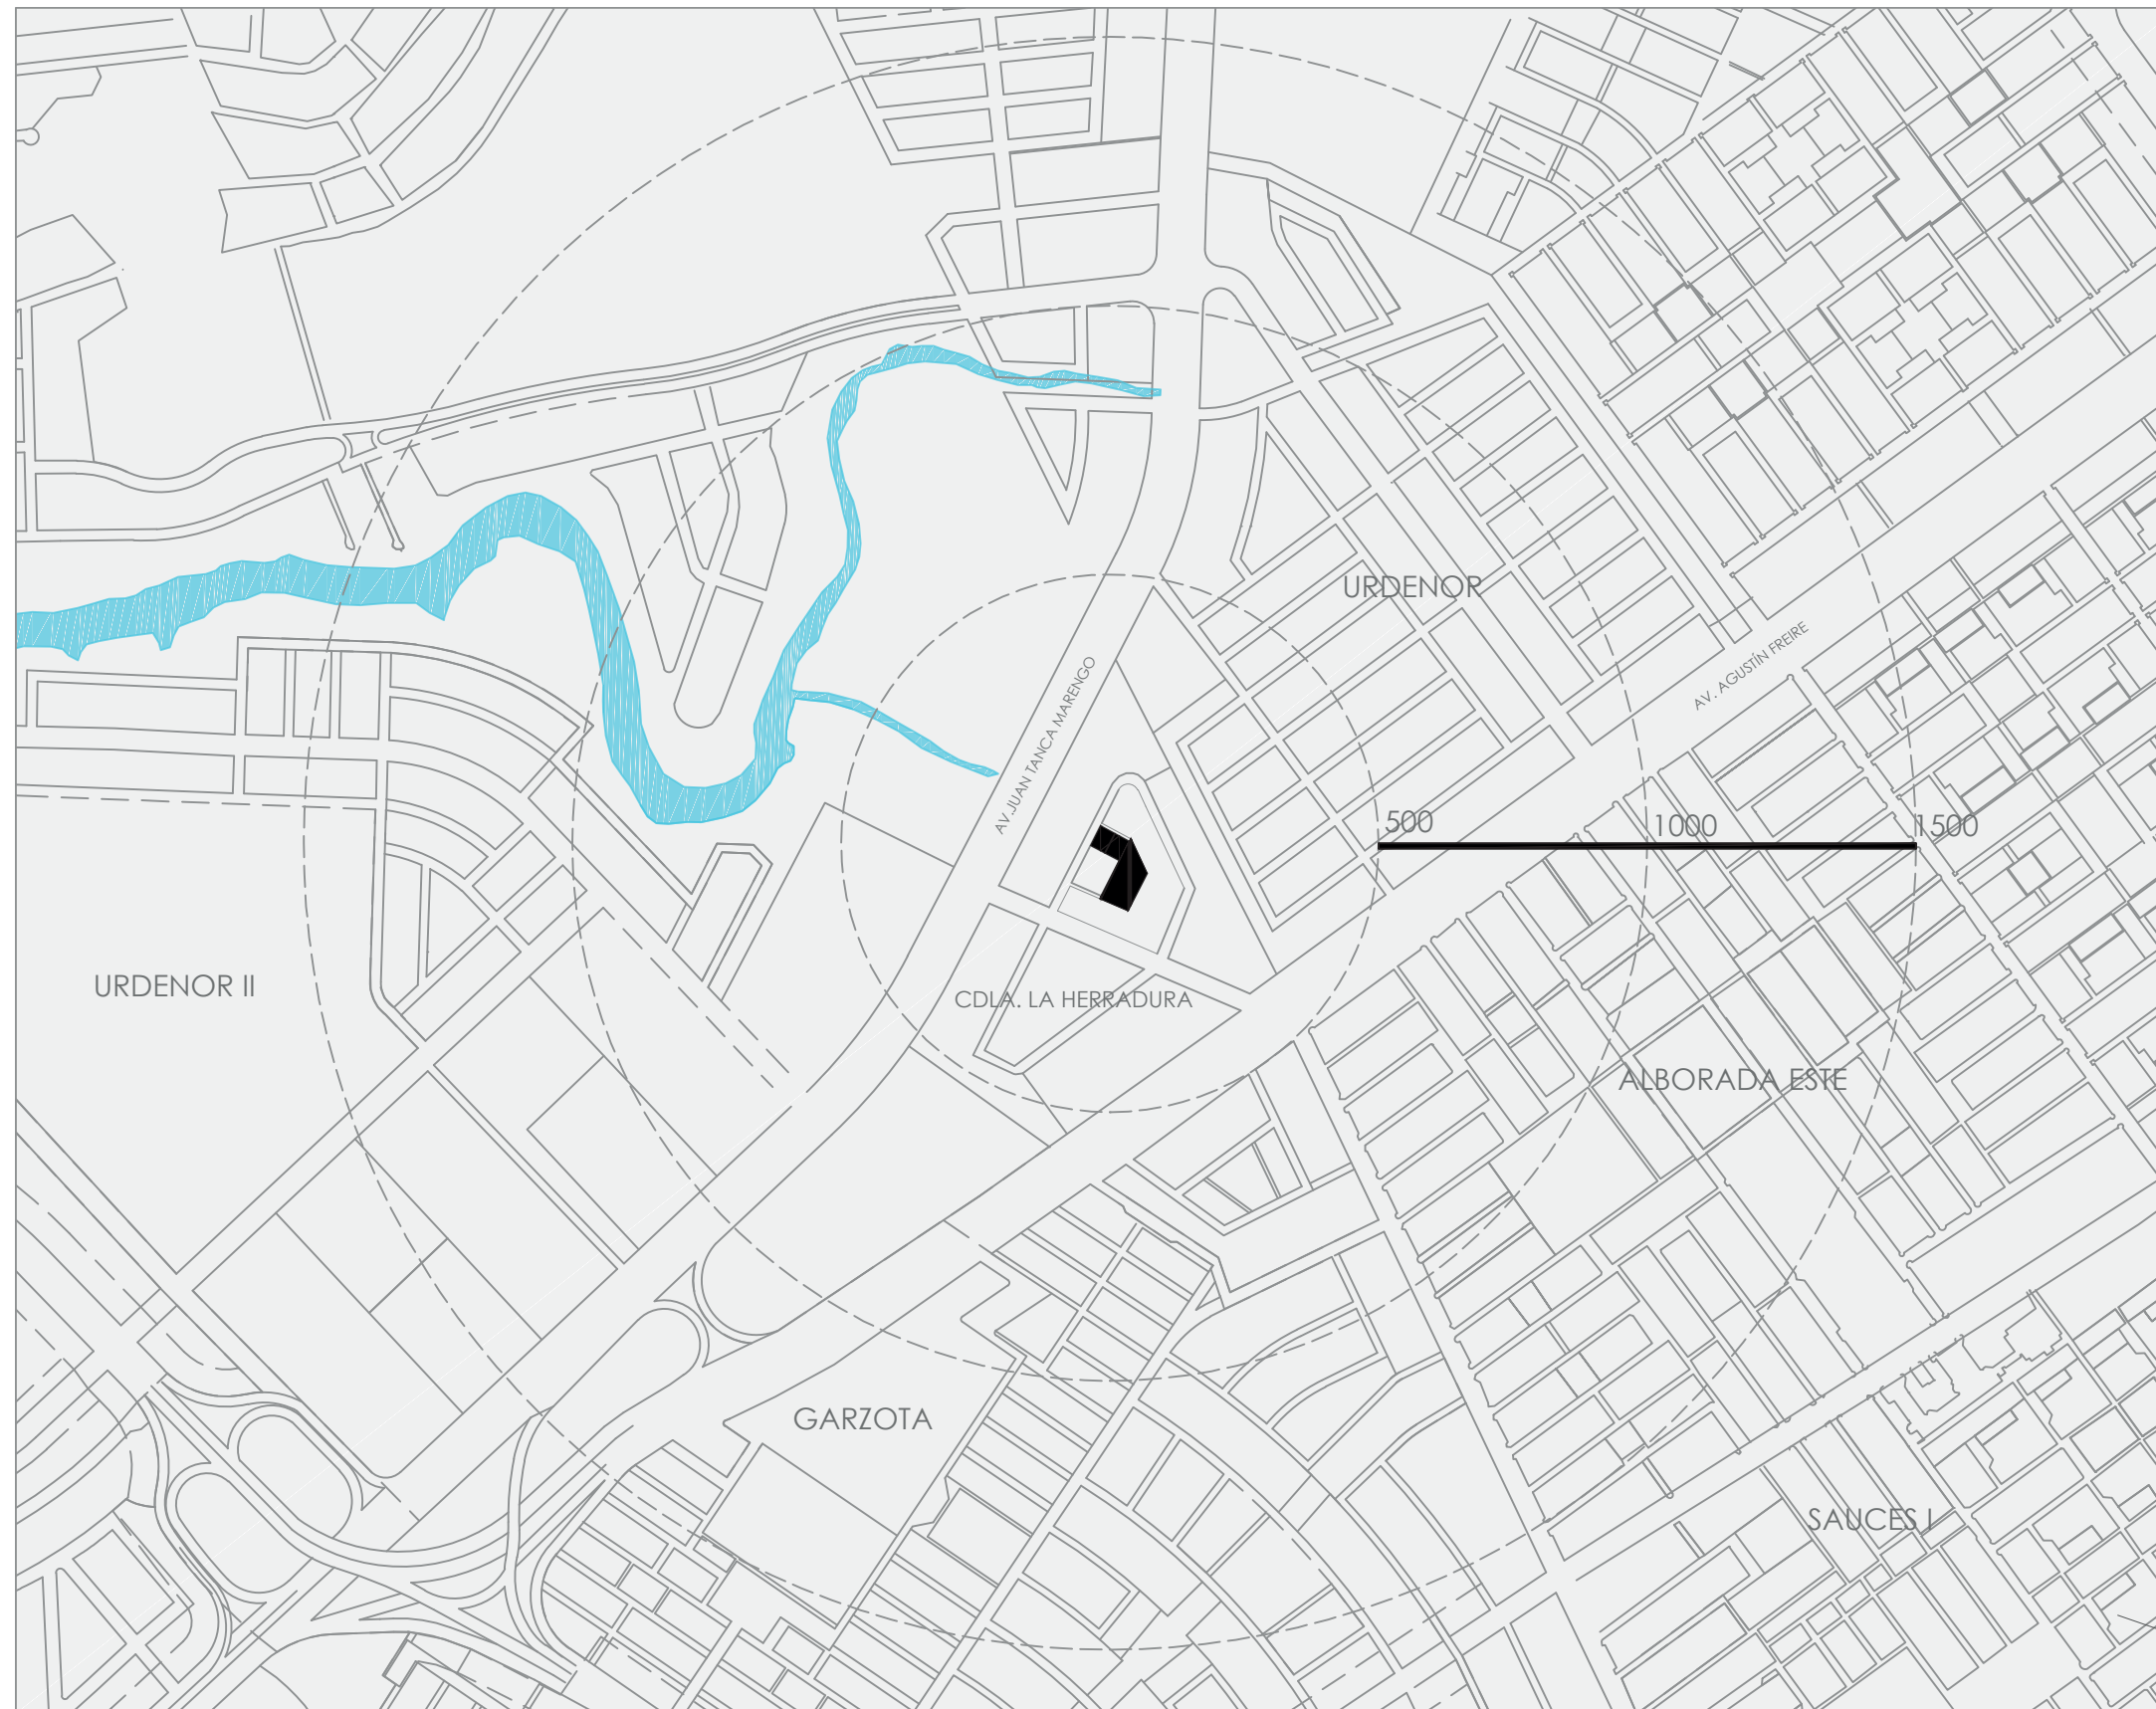 URDENOR
AV. AGUSTÍN FREIRE
AV.JUAN TANCA MARENGO
500
1000
1500
URDENOR II
CDLA. LA HERRADURA
ALBORADA ESTE
GARZOTA
SAUCES I